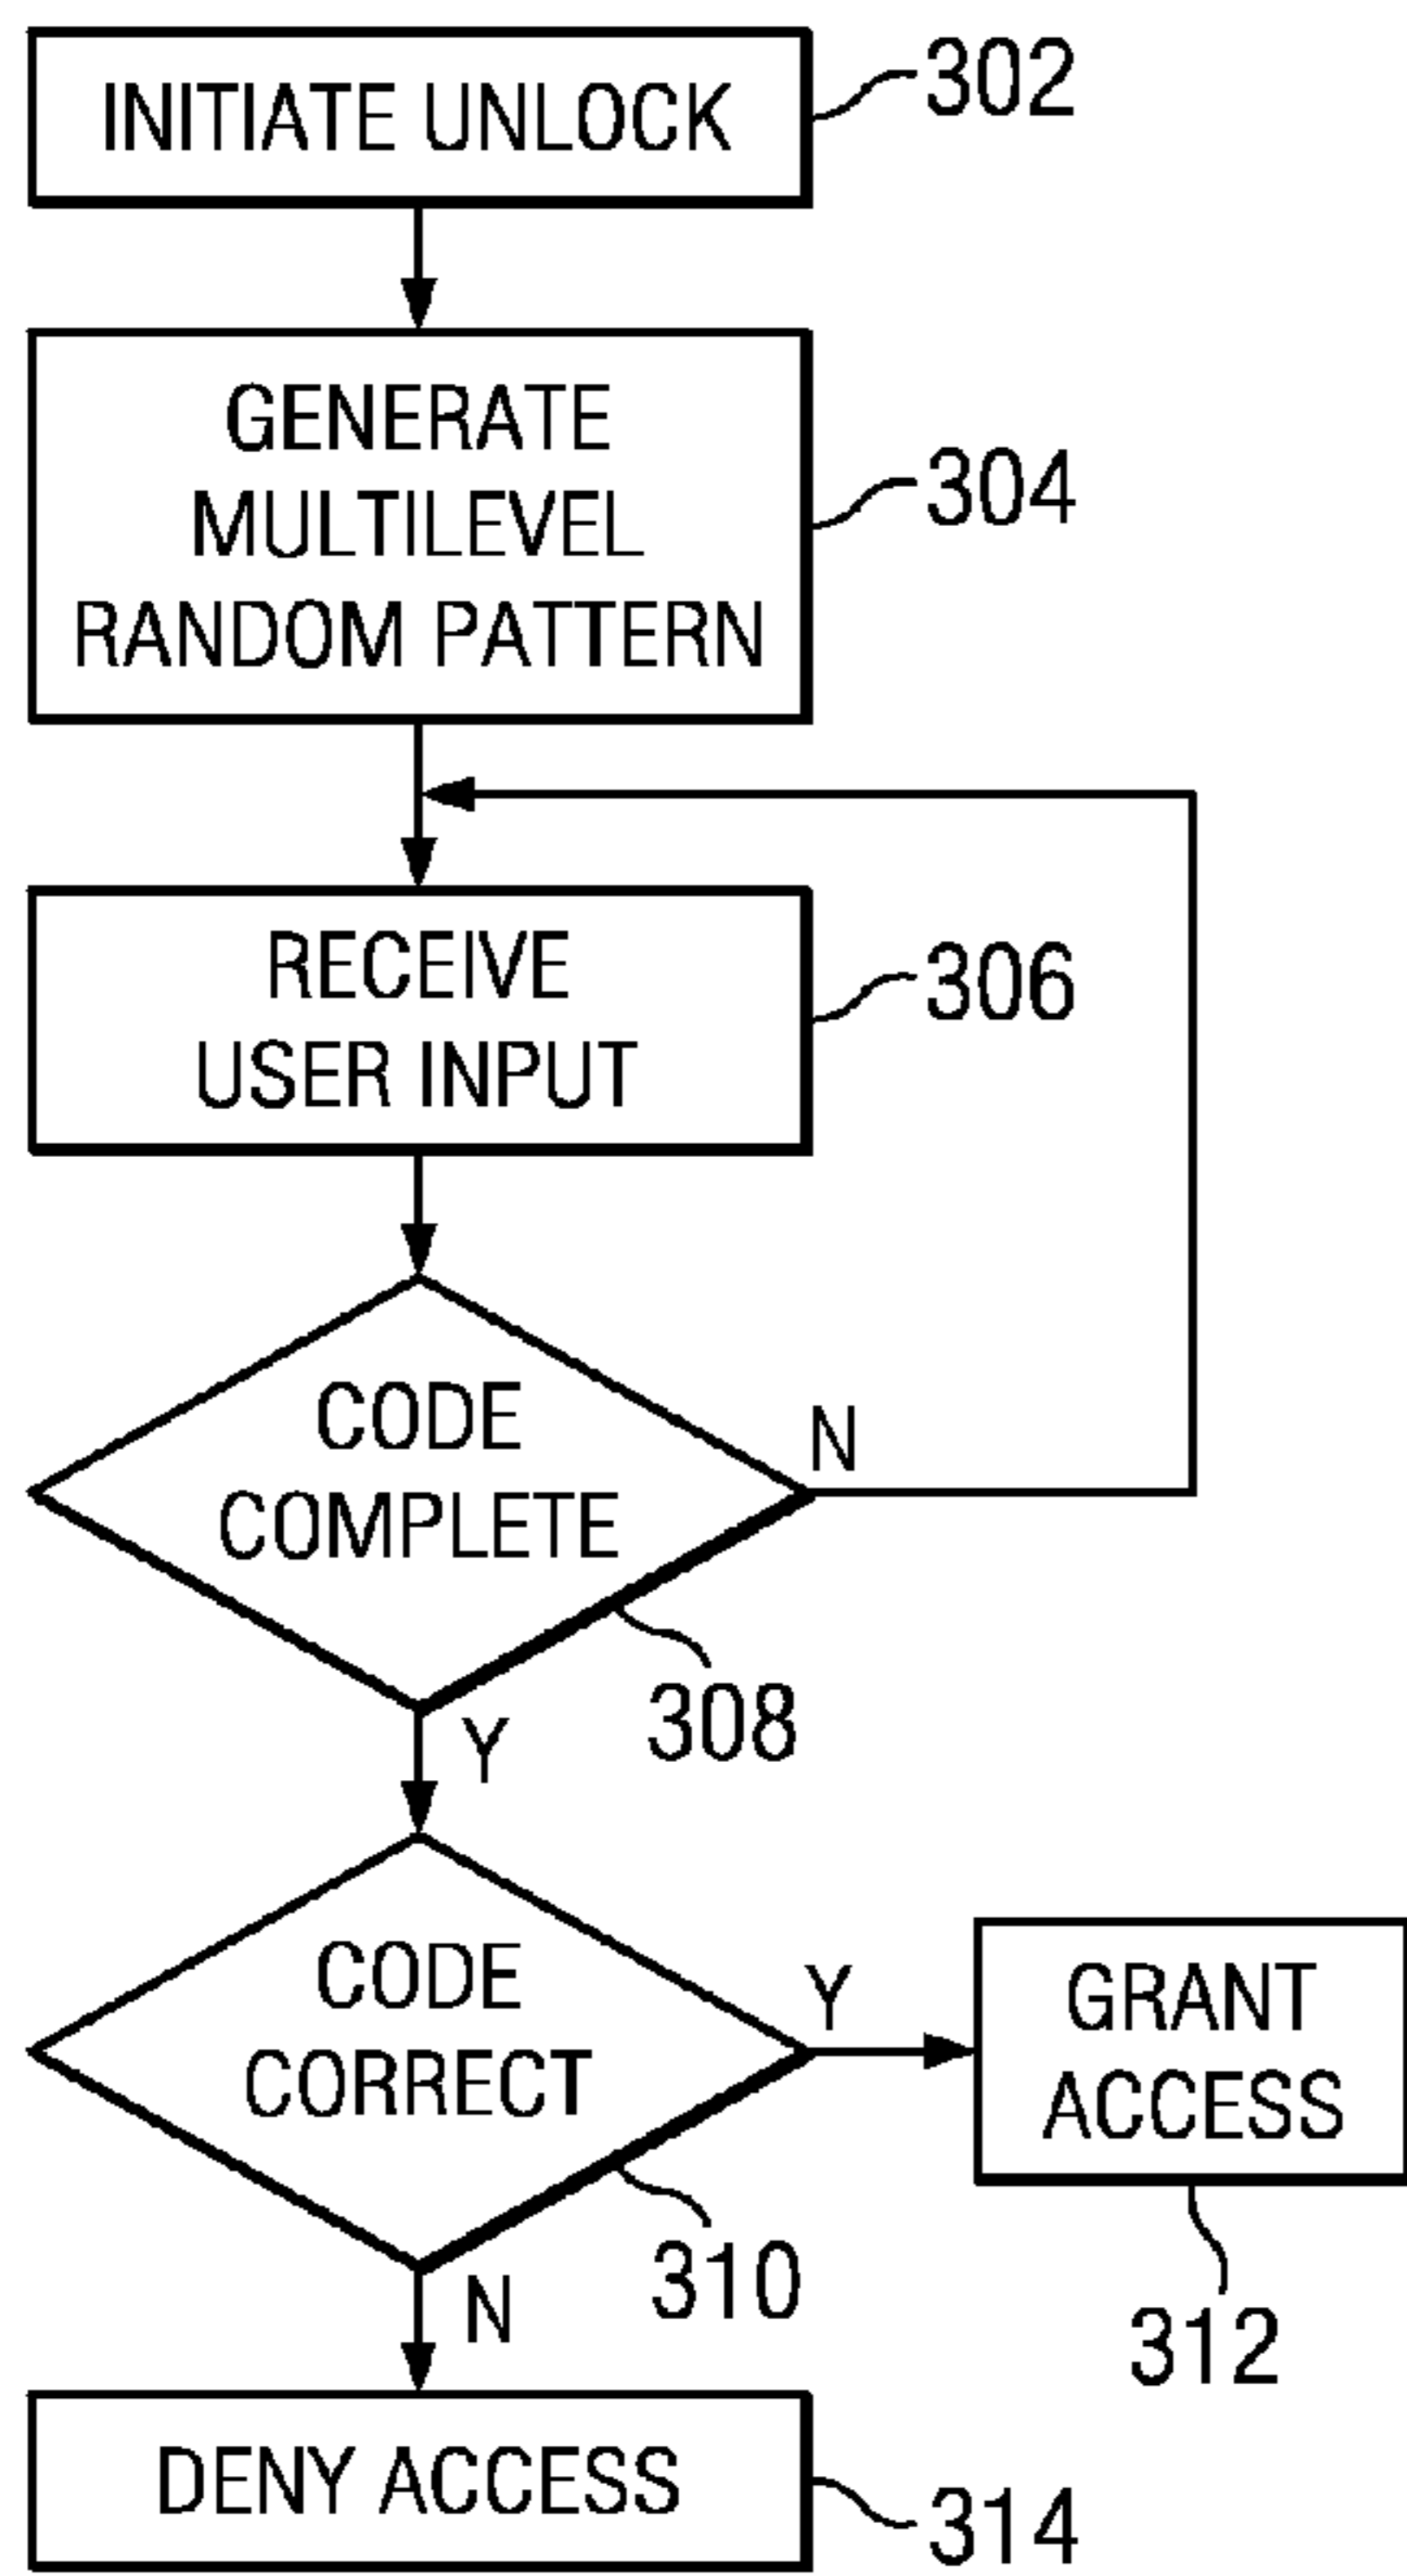 INITIATE UNLOCK
302
GENERATE
MULTILEVEL
RANDOM PATTERN
304
RECEIVE
USER INPUT
306
CODE
COMPLETE
N
308
Y
CODE
CORRECT
Y
GRANT
ACCESS
310
312
N
DENY ACCESS
314